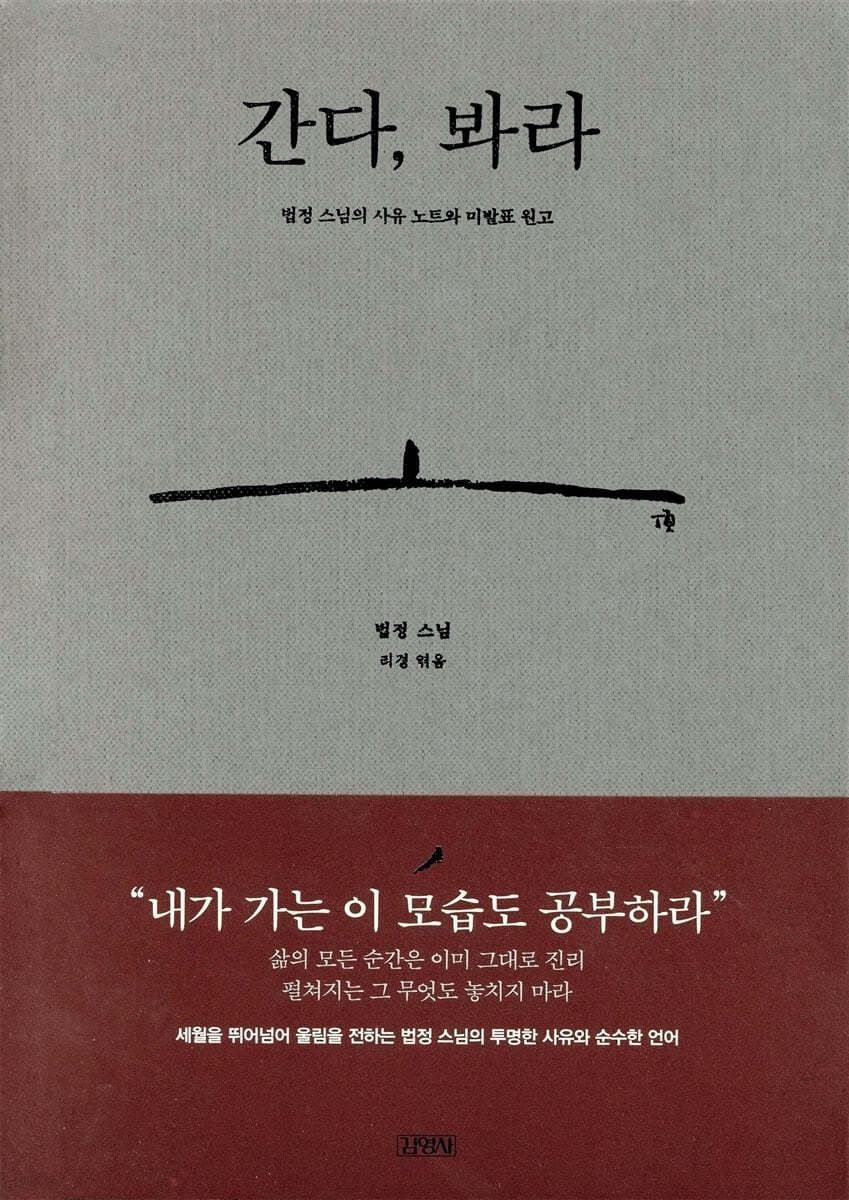 간다, 봐라
법정 스님의 사유 노트와 미발표 원고
頂
법정 스님
리경 엮음
“내가 가는 이 모습도 공부하라”
삶의 모든 순간은 이미 그대로 진리
펼쳐지는 그 무엇도 놓치지 마라
세월을 뛰어넘어 울림을 전하는 법정 스님의 투명한 사유와 순수한 언어
김영사